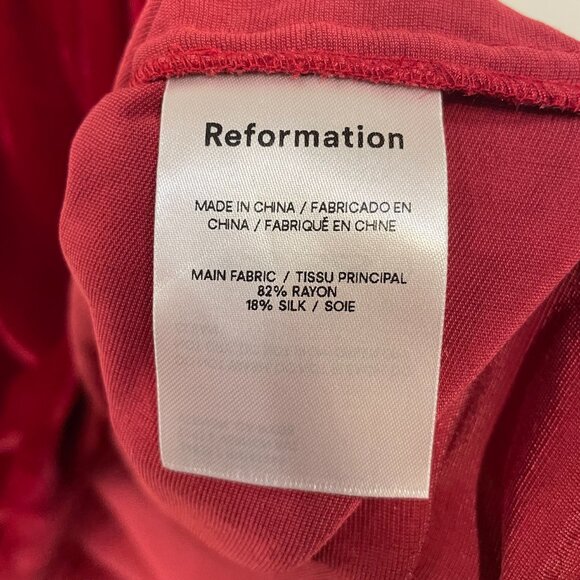 Reformation
MADE IN CHINA / FABRICADO EN
CHINA / FABRIQUÉ EN CHINE
MAIN FABRIC / TISSU PRINCIPAL
82% RAYON
18% SILK / SOIE